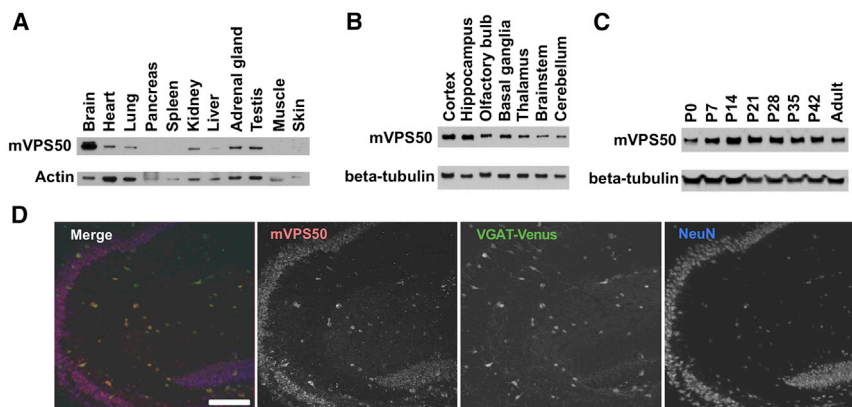 A
Brain
Heart
Lung
Pancreas
Spleen
Kidney
Liver
Adrenal gland
Testis
Muscle
Skin
mVPS50
Actin
B
Cortex
Hippocampus
Olfactory bulb
Basal ganglia
Thalamus
Brainstem
Cerebellum
mVPS50
beta-tubulin
C
P0
P7
P14
P21
P28
P35
P42
Adult
mVPS50
beta-tubulin
D
Merge
mVPS50
VGAT-Venus
NeuN